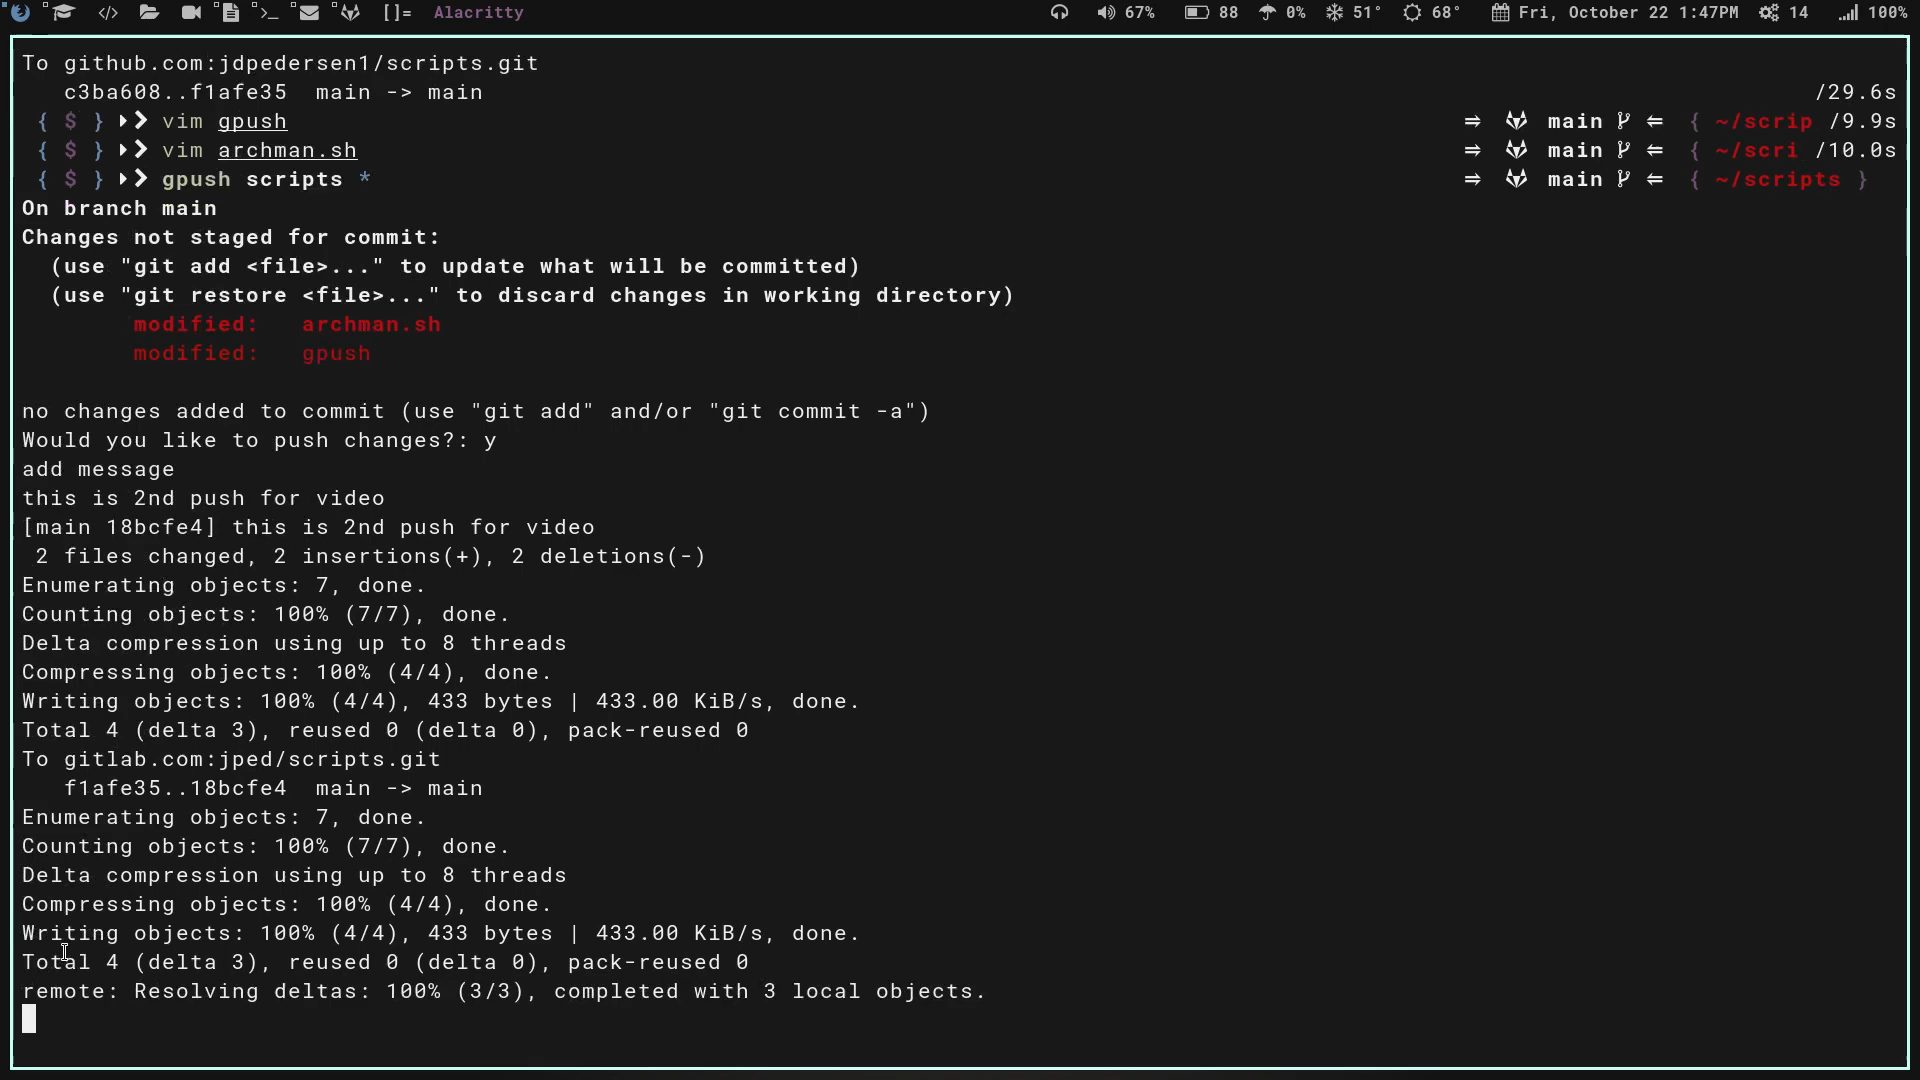 </> >_ []= Alacritty 67% 88 0% 51° 68° Fri, October 22 1:47PM 14 100%
To github.com:jdpedersen1/scripts.git
c3ba608..f1afe35 main -> main /29.6s
{ $ } vim gpush ⇒ main ⇐ { ~/scrip /9.9s
{ $ } vim archman.sh ⇒ main ⇐ { ~/scri /10.0s
{ $ } gpush scripts * ⇒ main ⇐ { ~/scripts }
On branch main
Changes not staged for commit:
(use "git add <file>..." to update what will be committed)
(use "git restore <file>..." to discard changes in working directory)
modified: archman.sh
modified: gpush
no changes added to commit (use "git add" and/or "git commit -a")
Would you like to push changes?: y
add message
this is 2nd push for video
[main 18bcfe4] this is 2nd push for video
2 files changed, 2 insertions(+), 2 deletions(-)
Enumerating objects: 7, done.
Counting objects: 100% (7/7), done.
Delta compression using up to 8 threads
Compressing objects: 100% (4/4), done.
Writing objects: 100% (4/4), 433 bytes | 433.00 KiB/s, done.
Total 4 (delta 3), reused 0 (delta 0), pack-reused 0
To gitlab.com:jped/scripts.git
f1afe35..18bcfe4 main -> main
Enumerating objects: 7, done.
Counting objects: 100% (7/7), done.
Delta compression using up to 8 threads
Compressing objects: 100% (4/4), done.
Writing objects: 100% (4/4), 433 bytes | 433.00 KiB/s, done.
Total 4 (delta 3), reused 0 (delta 0), pack-reused 0
remote: Resolving deltas: 100% (3/3), completed with 3 local objects.